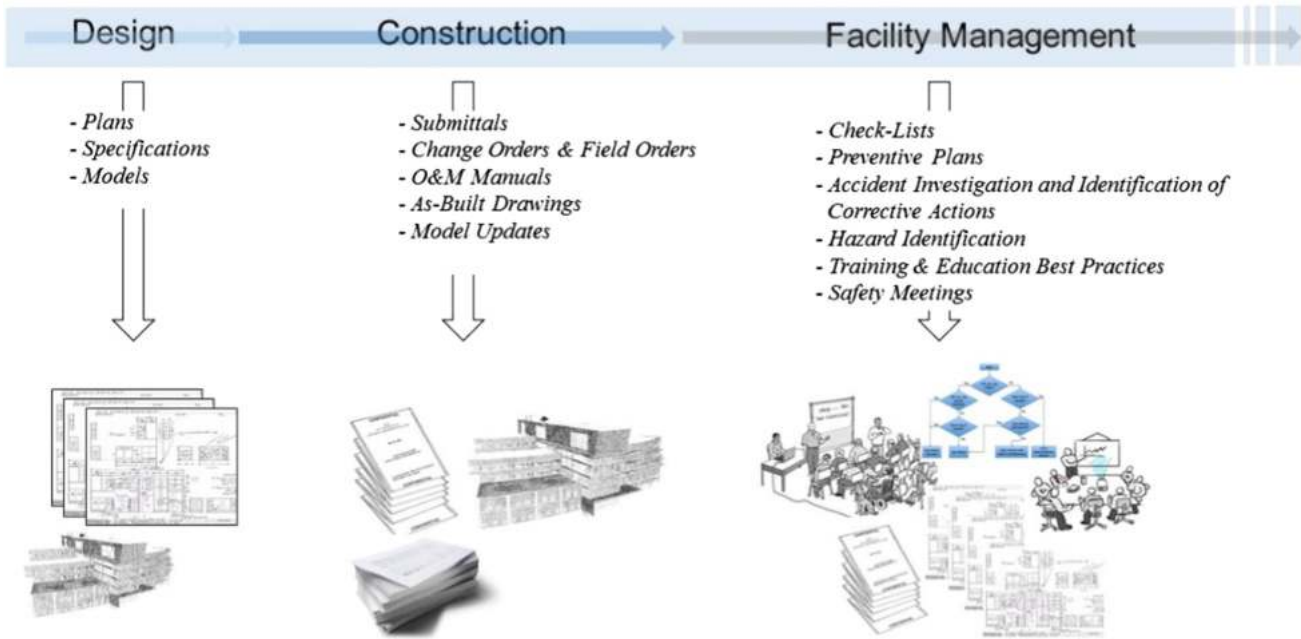 Design
Construction
Facility Management
- Plans
- Specifications
- Models
- Submittals
- Change Orders & Field Orders
- O&M Manuals
- As-Built Drawings
- Model Updates
- Check-Lists
- Preventive Plans
- Accident Investigation and Identification of
Corrective Actions
- Hazard Identification
- Training & Education Best Practices
- Safety Meetings